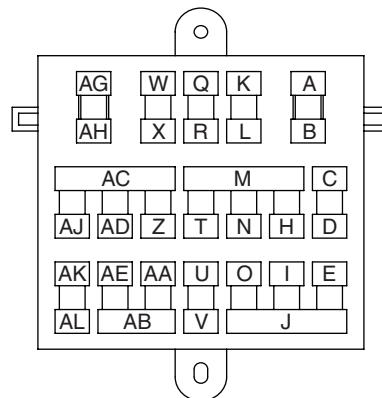 AG W Q K A
AH X R L B
AC M C
AJ AD Z T N H D
AK AE AA U O I E
AL AB V J